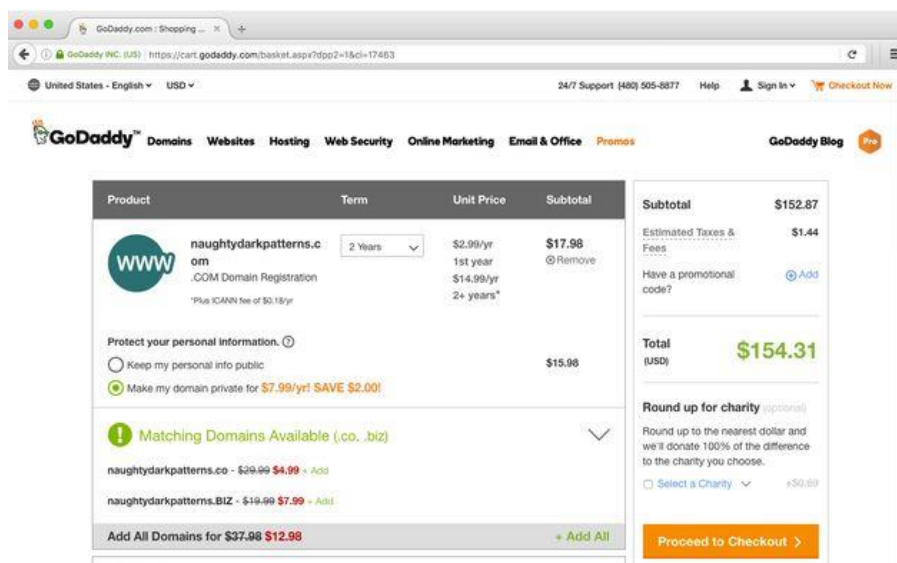 GoDaddy.com : Shopping ...
GoDaddy INC. (US) https://cart.godaddy.com/basket.aspx?dpp2=1&ci=17463
United States - English USD 24/7 Support (480) 505-8877 Help Sign In Checkout Now
GoDaddy™ Domains Websites Hosting Web Security Online Marketing Email & Office Promos GoDaddy Blog Pro
Product Term Unit Price Subtotal
www
naughtydarkpatterns.c
om
.COM Domain Registration
*Plus ICANN fee of $0.18/yr
2 Years
$2.99/yr
1st year
$14.99/yr
2+ years*
$17.98
Remove
Protect your personal information.
Keep my personal info public
$15.98
Make my domain private for $7.99/yr! SAVE $2.00!
Matching Domains Available (.co, .biz)
naughtydarkpatterns.co - $29.99 $4.99 + Add
naughtydarkpatterns.BIZ - $19.99 $7.99 + Add
Add All Domains for $37.98 $12.98 + Add All
Subtotal $152.87
Estimated Taxes & $1.44
Fees
Have a promotional + Add
code?
Total $154.31
(USD)
Round up for charity (optional)
Round up to the nearest dollar and
we'll donate 100% of the difference
to the charity you choose.
Select a Charity +$0.69
Proceed to Checkout